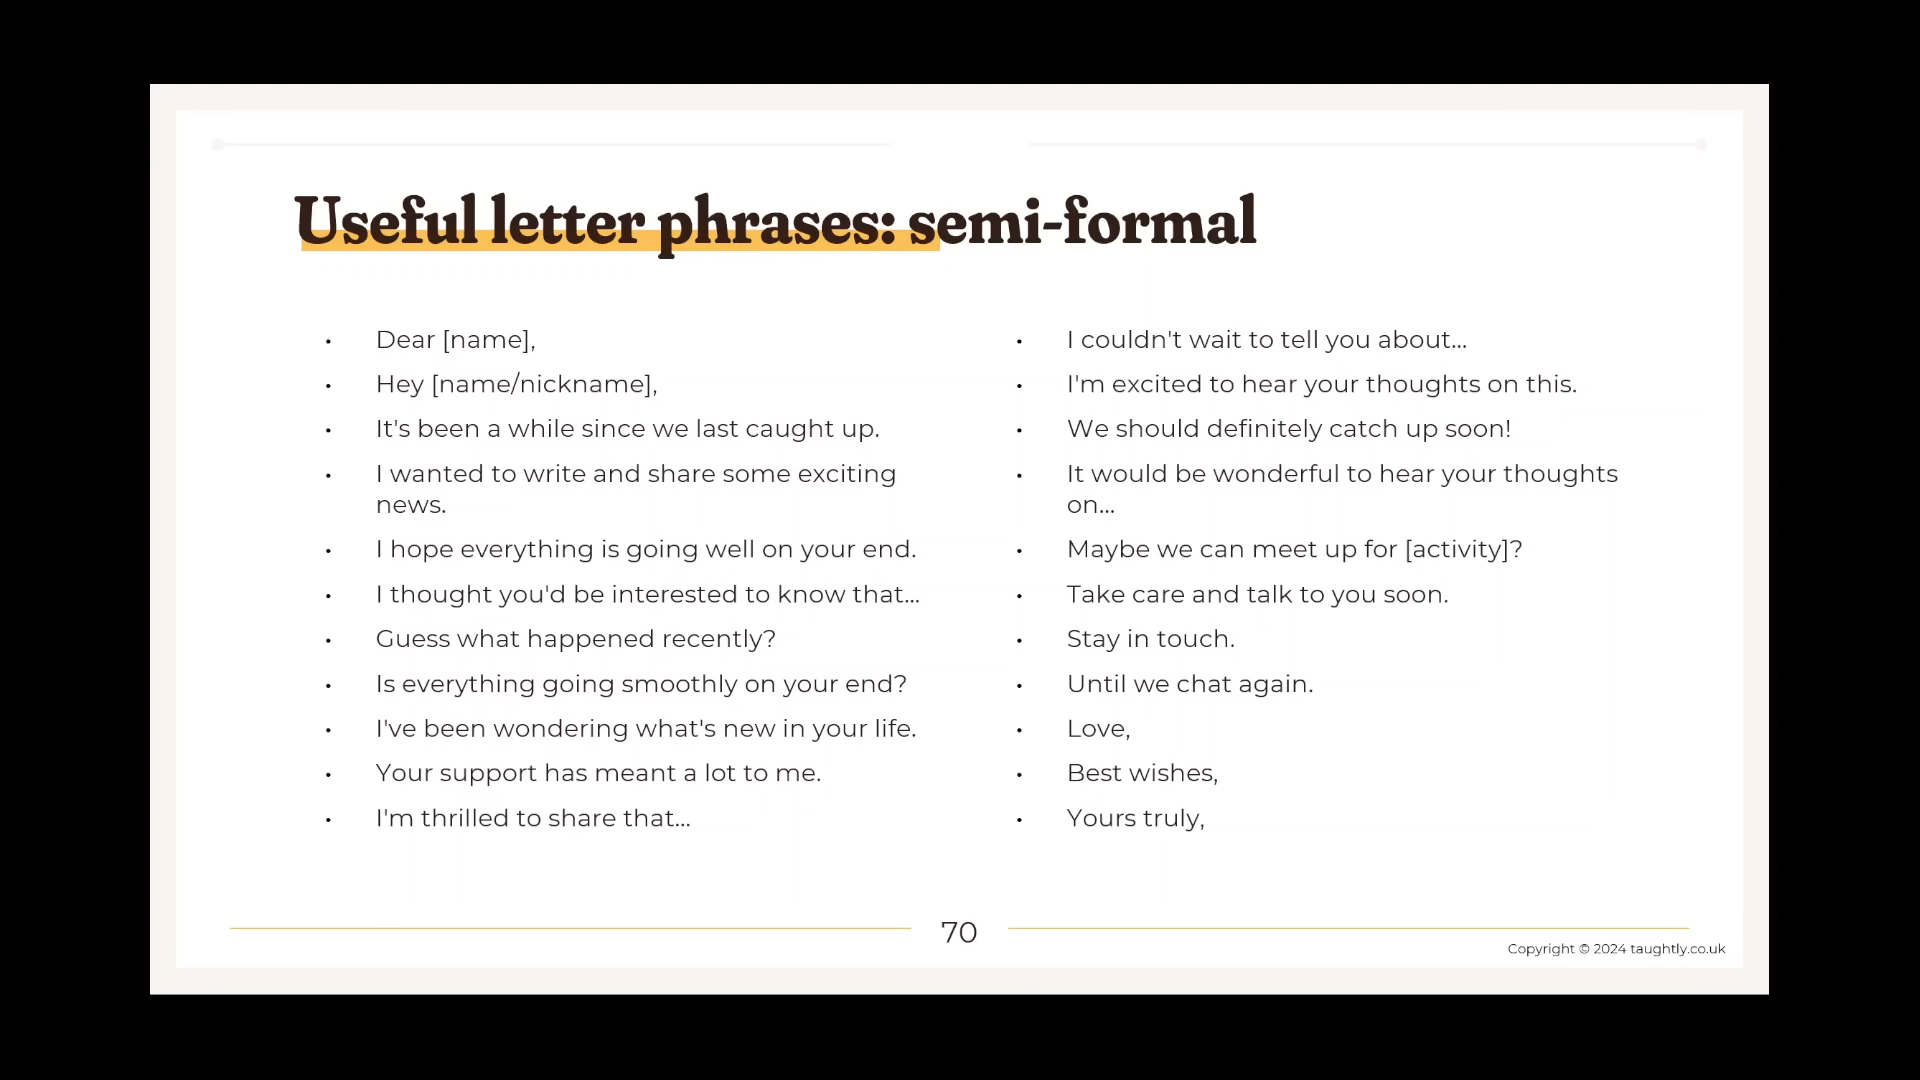 Useful letter phrases: semi-formal
• Dear [name],
• Hey [name/nickname],
• It's been a while since we last caught up.
• I wanted to write and share some exciting
news.
• I hope everything is going well on your end.
• I thought you'd be interested to know that...
• Guess what happened recently?
• Is everything going smoothly on your end?
• I've been wondering what's new in your life.
• Your support has meant a lot to me.
• I'm thrilled to share that...
• I couldn't wait to tell you about...
• I'm excited to hear your thoughts on this.
• We should definitely catch up soon!
• It would be wonderful to hear your thoughts
on...
• Maybe we can meet up for [activity]?
• Take care and talk to you soon.
• Stay in touch.
• Until we chat again.
• Love,
• Best wishes,
• Yours truly,
70
Copyright © 2024 taughtly.co.uk